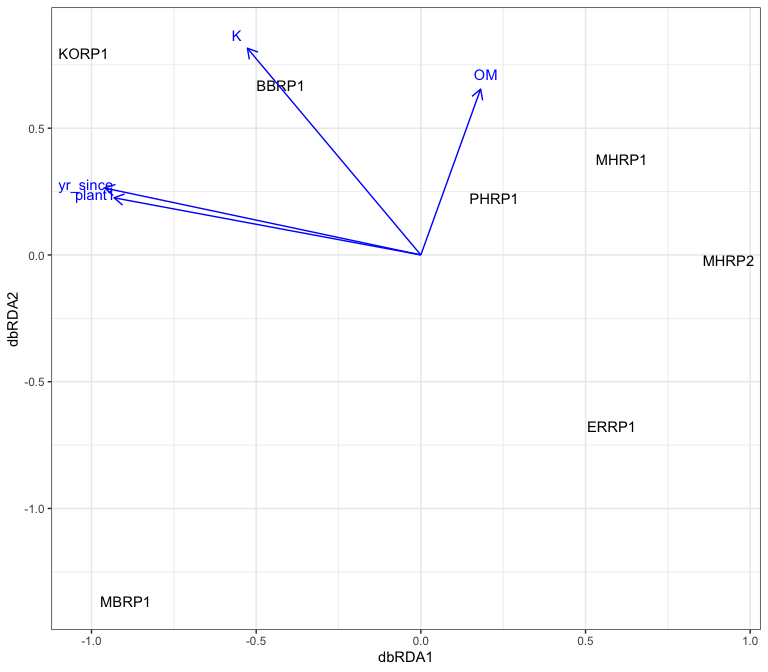 K
KORP1
OM
BBRP1
0.5
MHRP1
yr_since
plant1
PHRP1
0.0
MHRP2
dbRDA2
-0.5
ERRP1
-1.0
MBRP1
-1.0
-0.5
0.0
0.5
1.0
dbRDA1